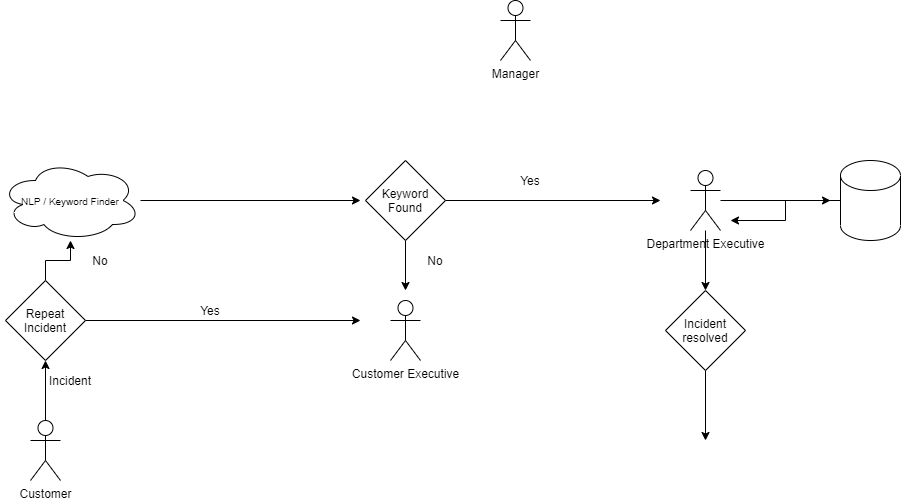 Manager
Yes
NLP / Keyword Finder
Keyword
Found
Department Executive
No
No
Yes
Repeat
Incident
Incident
resolved
Customer Executive
Incident
Customer